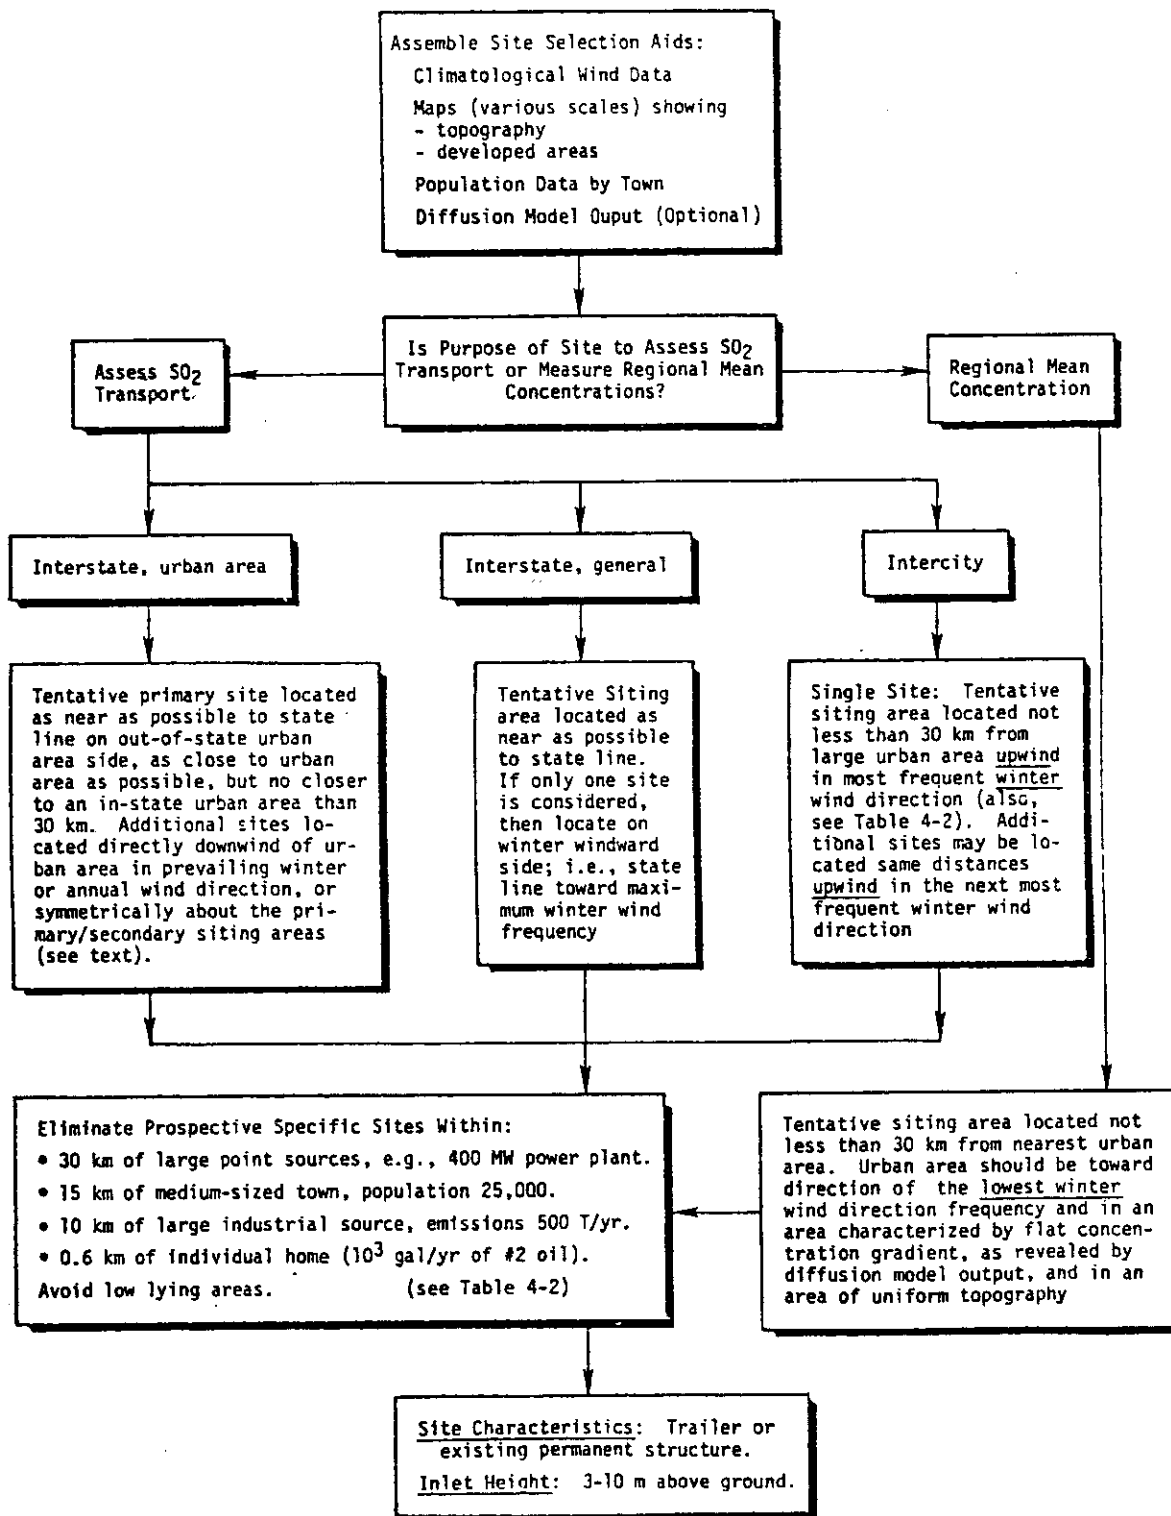 Assemble Site Selection Aids:
Climatological Wind Data
Maps (various scales) showing
- topography
- developed areas
Population Data by Town
Diffusion Model Ouput (Optional)
Is Purpose of Site to Assess SO2
Transport or Measure Regional Mean
Concentrations?
Assess SO2
Transport
Regional Mean
Concentration
Interstate, urban area
Interstate, general
Intercity
Tentative primary site located
as near as possible to state
line on out-of-state urban
area side, as close to urban
area as possible, but no closer
to an in-state urban area than
30 km. Additional sites lo-
cated directly downwind of ur-
ban area in prevailing winter
or annual wind direction, or
symmetrically about the pri-
mary/secondary siting areas
(see text).
Tentative Siting
area located as
near as possible
to state line.
If only one site
is considered,
then locate on
winter windward
side; i.e., state
line toward maxi-
mum winter wind
frequency
Single Site: Tentative
siting area located not
less than 30 km from
large urban area upwind
in most frequent winter
wind direction (also,
see Table 4-2). Addi-
tional sites may be lo-
cated same distances
upwind in the next most
frequent winter wind
direction
Eliminate Prospective Specific Sites Within:
• 30 km of large point sources, e.g., 400 MW power plant.
• 15 km of medium-sized town, population 25,000.
• 10 km of large industrial source, emissions 500 T/yr.
• 0.6 km of individual home (10³ gal/yr of #2 oil).
Avoid low lying areas. (see Table 4-2)
Tentative siting area located not
less than 30 km from nearest urban
area. Urban area should be toward
direction of the lowest winter
wind direction frequency and in an
area characterized by flat concen-
tration gradient, as revealed by
diffusion model output, and in an
area of uniform topography
Site Characteristics: Trailer or
existing permanent structure.
Inlet Height: 3-10 m above ground.